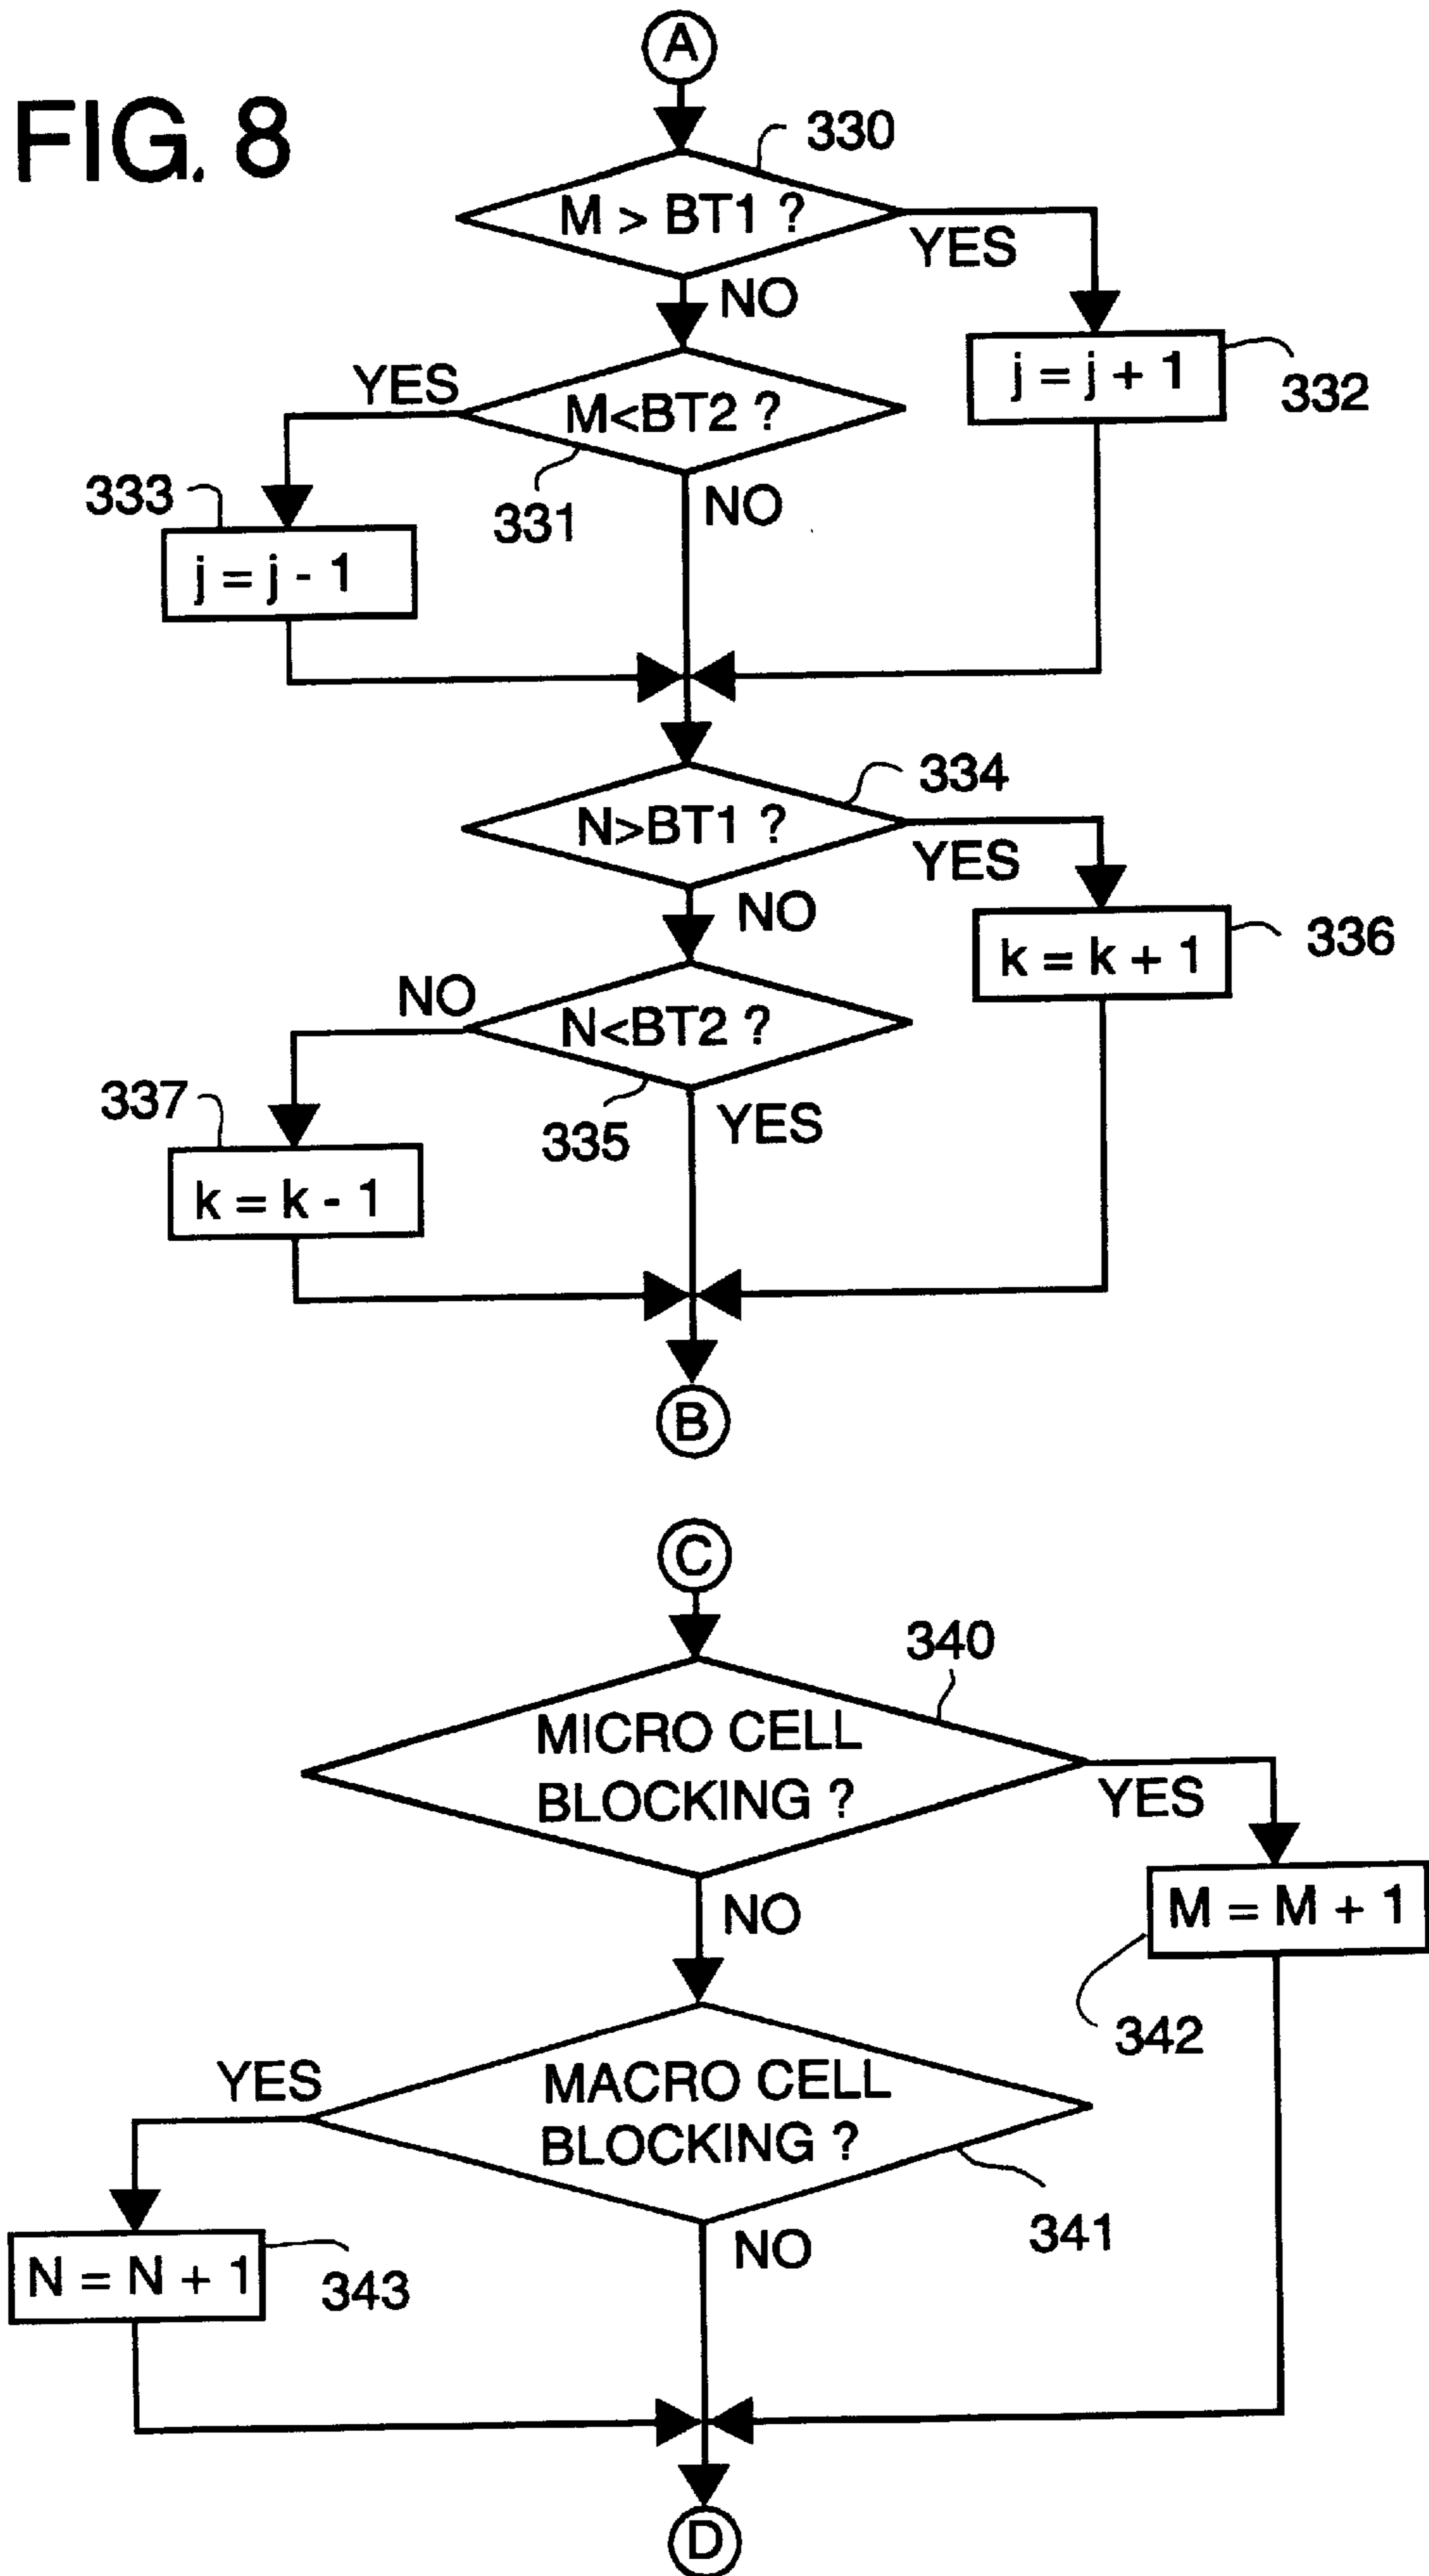 A
FIG. 8
330
M > BT1 ?
YES
NO
j = j + 1
332
YES
M<BT2 ?
333
331
NO
j = j - 1
334
N>BT1 ?
YES
NO
k = k + 1
336
NO
N<BT2 ?
337
335
YES
k = k - 1
B
C
340
MICRO CELL
BLOCKING ?
YES
NO
M = M + 1
342
YES
MACRO CELL
BLOCKING ?
341
NO
N = N + 1
343
D